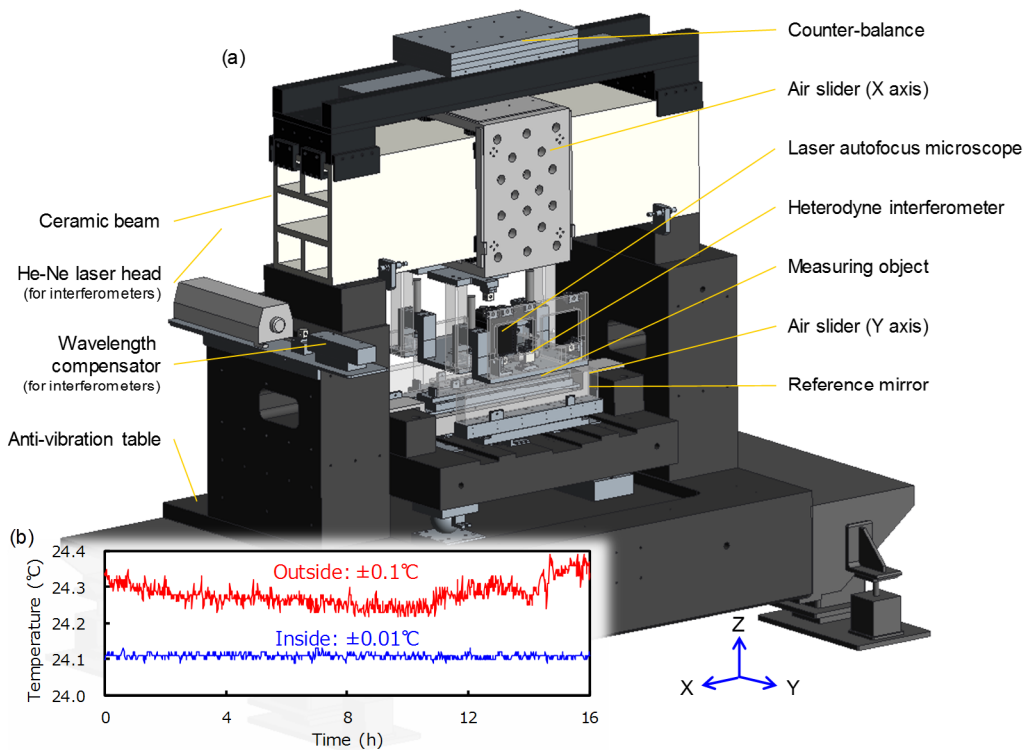 (a)
Counter-balance
Air slider (X axis)
Laser autofocus microscope
Heterodyne interferometer
Measuring object
Air slider (Y axis)
Reference mirror
Ceramic beam
He-Ne laser head
(for interferometers)
Wavelength
compensator
(for interferometers)
Anti-vibration table
(b)
Temperature (℃)
24.4
24.3
24.2
24.1
24.0
Outside: ±0.1℃
Inside: ±0.01℃
0
4
8
12
16
Time (h)
Z
X
Y